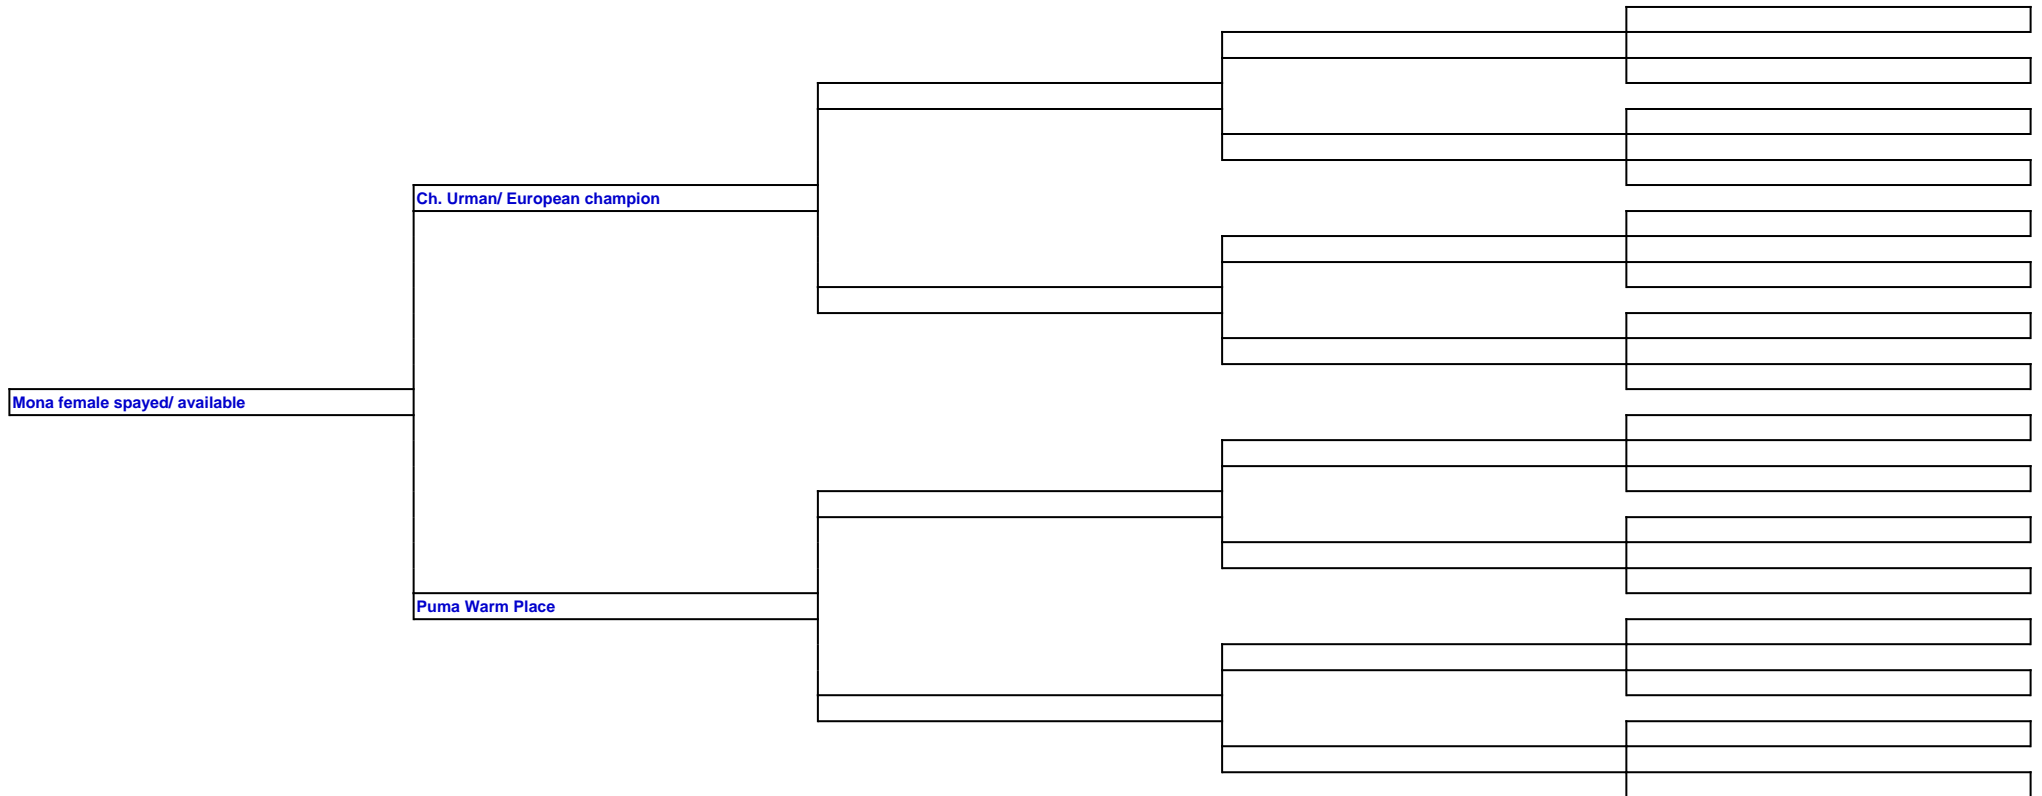 Ch. Urman/ European champion
Mona female spayed/ available
Puma Warm Place